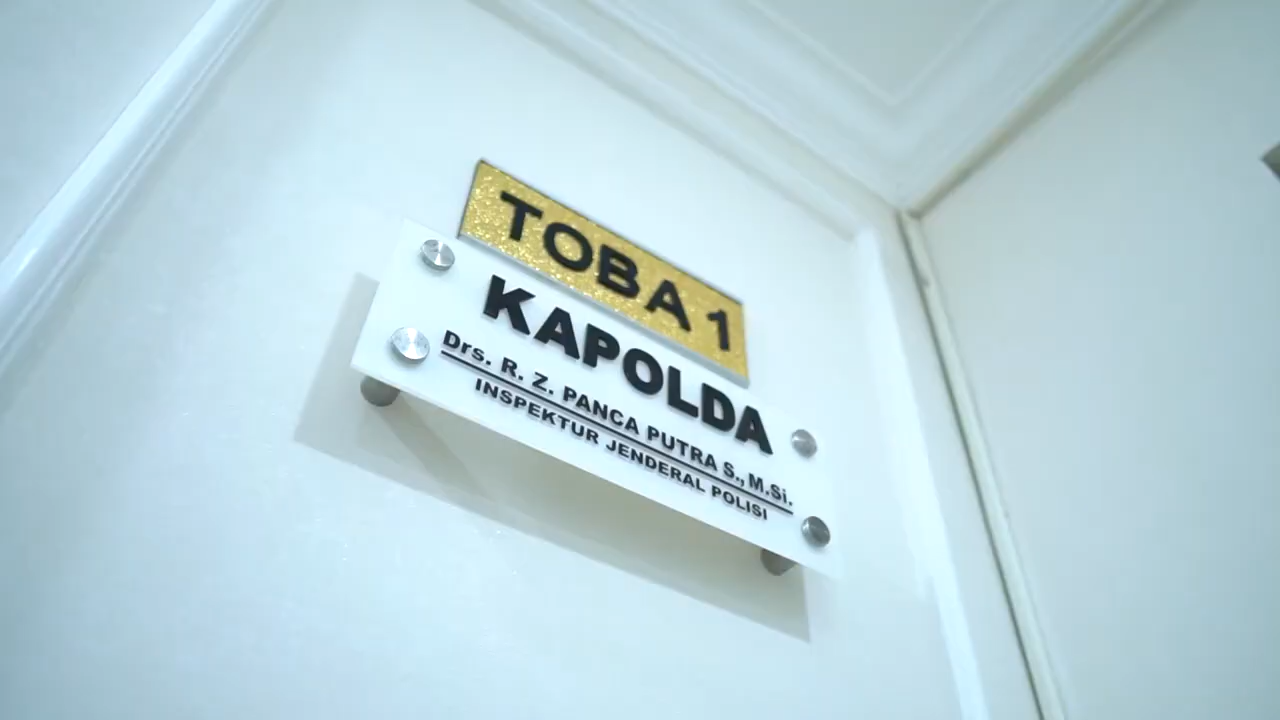 TOBA 1
KAPOLDA
Drs. R. Z. PANCA PUTRA S., M.Si.
INSPEKTUR JENDERAL POLISI